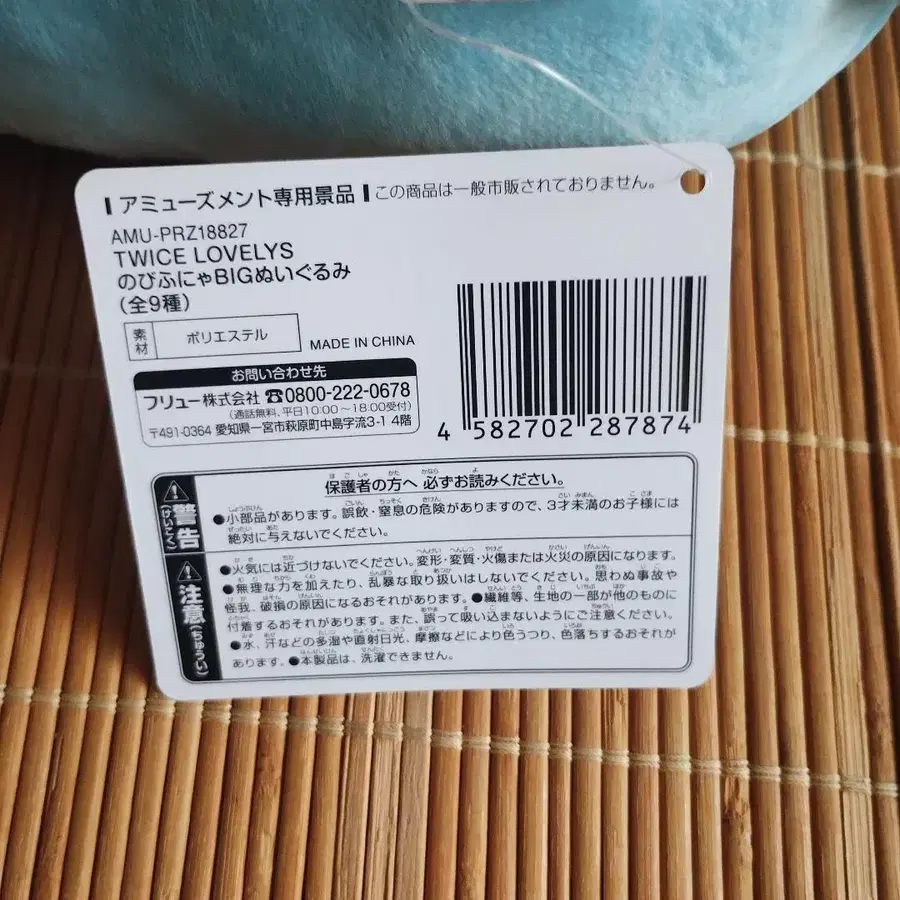 アミューズメント専用景品 この商品は一般市販されておりません。
AMU-PRZ18827
TWICE LOVELYS
のびふにゃBIGぬいぐるみ
(全9種)
素材 ポリエステル
MADE IN CHINA
お問い合わせ先
フリュー株式会社 ☎0800-222-0678
(通話無料、平日10:00〜18:00受付)
〒491-0364 愛知県一宮市萩原町中島字流3-1 4階
4 582702 287874
保護者の方へ 必ずお読みください。
警告(けいこく)
●小部品があります。誤飲・窒息の危険がありますので、3才未満のお子様には
絶対に与えないでください。
注意(ちゅうい)
●火気には近づけないでください。変形・変質・火傷または火災の原因になります。
●無理な力を加えたり、乱暴な取り扱いはしないでください。思わぬ事故や
怪我、破損の原因になるおそれがあります。●繊維等、生地の一部が他のものに
付着するおそれがあります。また、誤って吸い込まないようにご注意ください。
●水、汗などの多湿や直射日光、摩擦などにより色うつり、色落ちするおそれが
あります。●本製品は、洗濯できません。